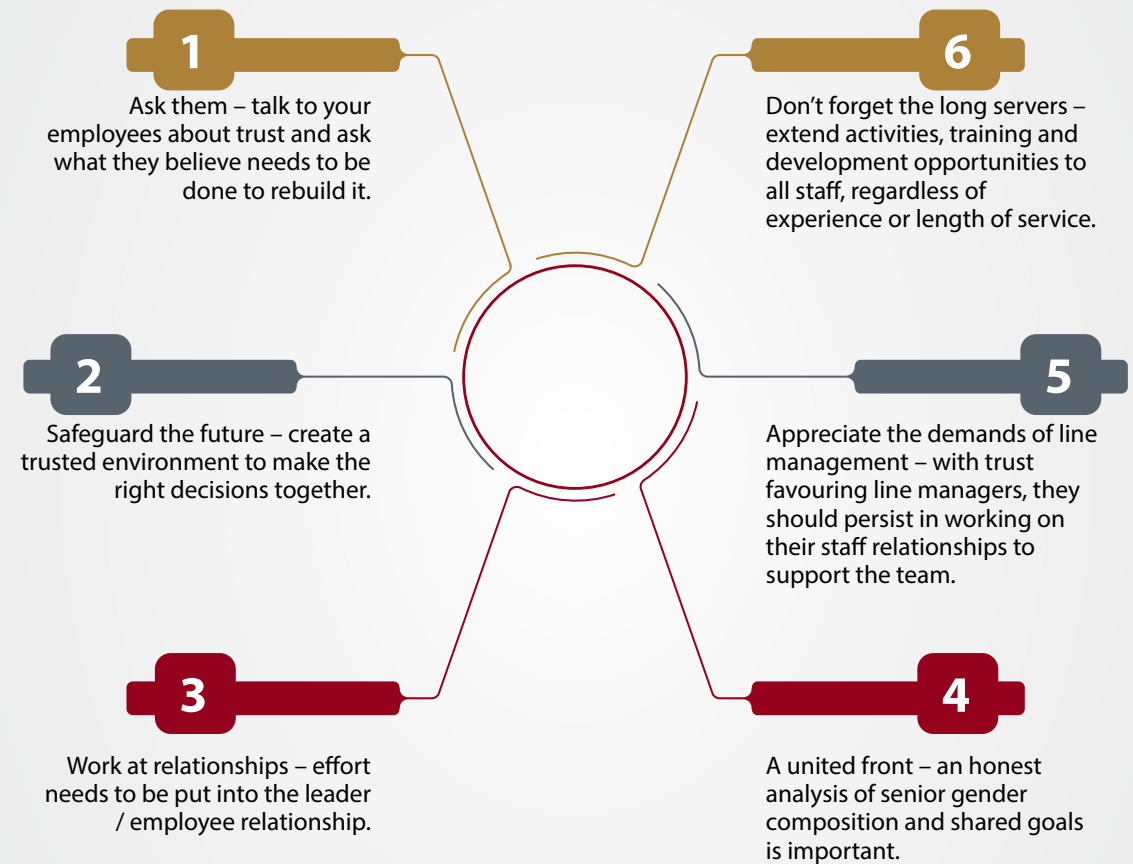 1
Ask them – talk to your
employees about trust and ask
what they believe needs to be
done to rebuild it.
2
Safeguard the future – create a
trusted environment to make the
right decisions together.
3
Work at relationships – effort
needs to be put into the leader
/ employee relationship.
4
A united front – an honest
analysis of senior gender
composition and shared goals
is important.
5
Appreciate the demands of line
management – with trust
favouring line managers, they
should persist in working on
their staff relationships to
support the team.
6
Don’t forget the long servers –
extend activities, training and
development opportunities to
all staff, regardless of
experience or length of service.